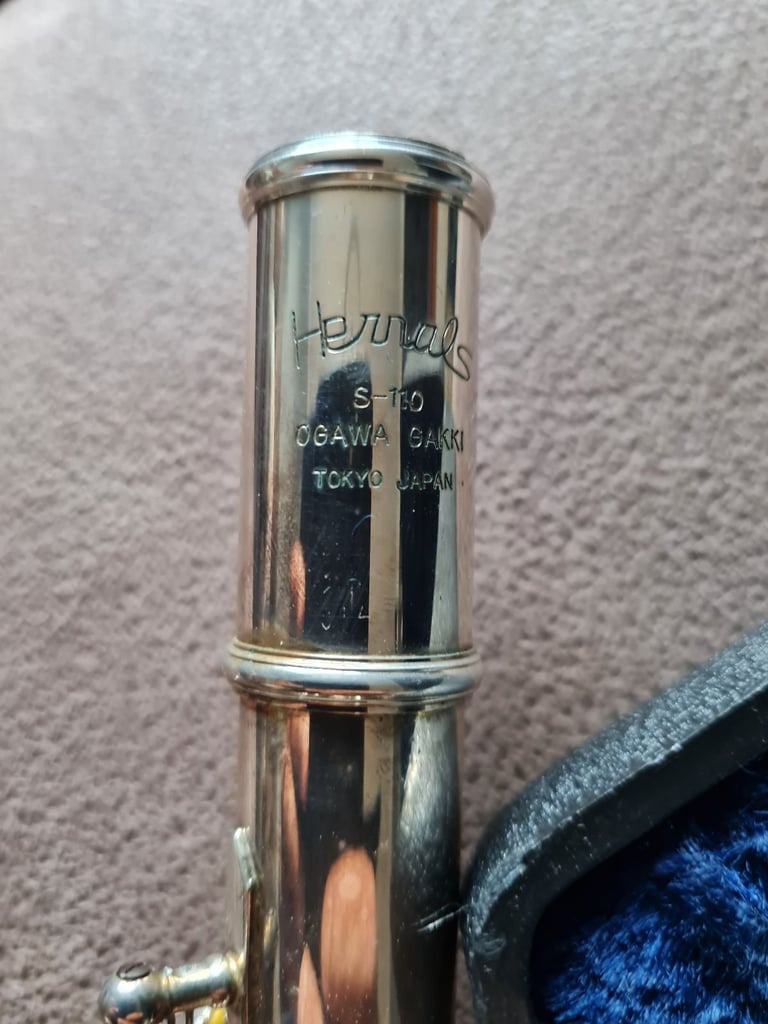 Hernals
S-110
OGAWA GAKKI
TOKYO JAPAN